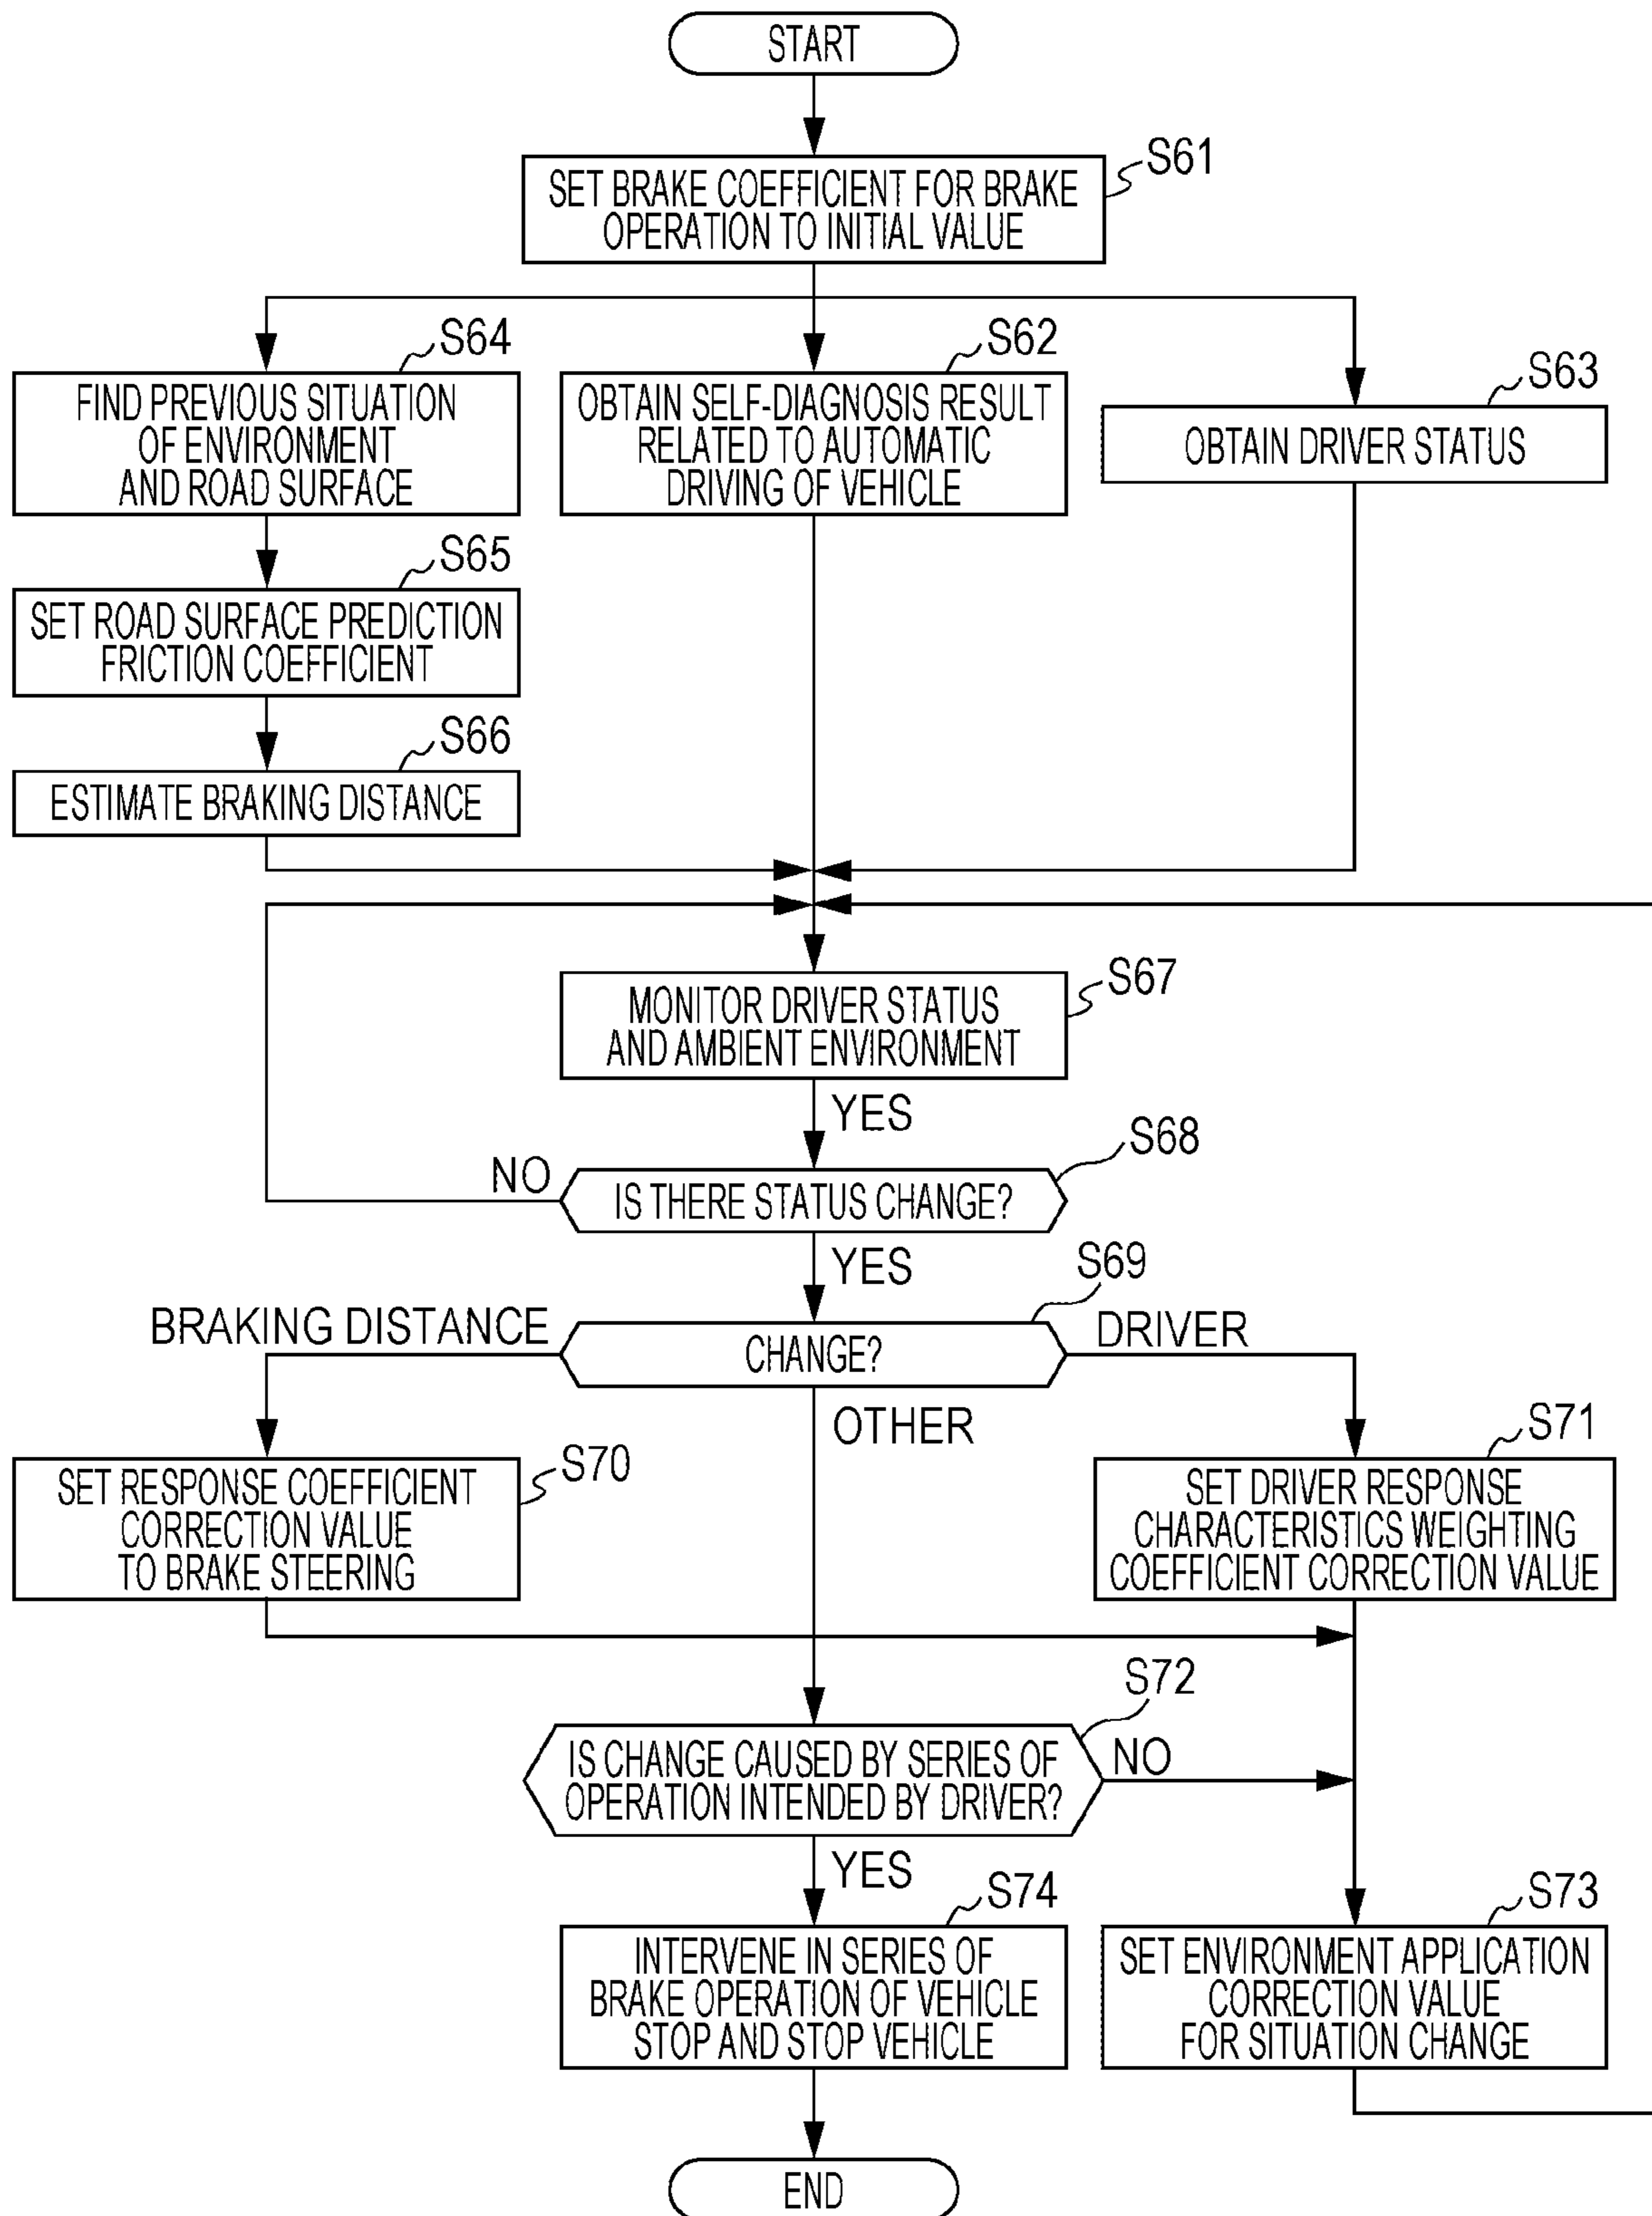 START
S61
SET BRAKE COEFFICIENT FOR BRAKE
OPERATION TO INITIAL VALUE
S64
FIND PREVIOUS SITUATION
OF ENVIRONMENT
AND ROAD SURFACE
S62
OBTAIN SELF-DIAGNOSIS RESULT
RELATED TO AUTOMATIC
DRIVING OF VEHICLE
S63
OBTAIN DRIVER STATUS
S65
SET ROAD SURFACE PREDICTION
FRICTION COEFFICIENT
S66
ESTIMATE BRAKING DISTANCE
S67
MONITOR DRIVER STATUS
AND AMBIENT ENVIRONMENT
YES
S68
NO
IS THERE STATUS CHANGE?
YES
S69
BRAKING DISTANCE
CHANGE?
DRIVER
OTHER
S70
SET RESPONSE COEFFICIENT
CORRECTION VALUE
TO BRAKE STEERING
S71
SET DRIVER RESPONSE
CHARACTERISTICS WEIGHTING
COEFFICIENT CORRECTION VALUE
S72
IS CHANGE CAUSED BY SERIES OF
OPERATION INTENDED BY DRIVER?
NO
YES
S74
INTERVENE IN SERIES OF
BRAKE OPERATION OF VEHICLE
STOP AND STOP VEHICLE
S73
SET ENVIRONMENT APPLICATION
CORRECTION VALUE
FOR SITUATION CHANGE
END